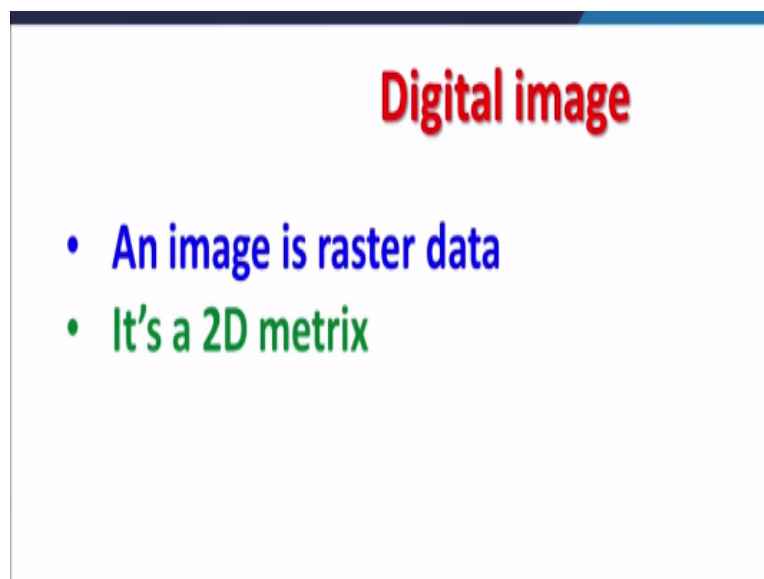 Digital image
• An image is raster data
• It's a 2D metrix